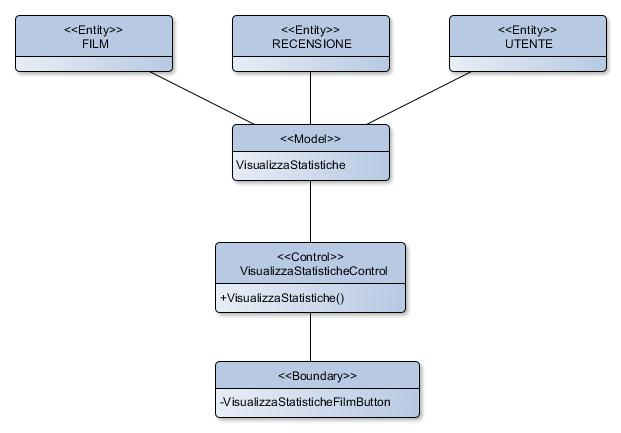 <<Entity>>
FILM
<<Entity>>
RECENSIONE
<<Entity>>
UTENTE
<<Model>>
VisualizzaStatistiche
<<Control>>
VisualizzaStatisticheControl
+VisualizzaStatistiche()
<<Boundary>>
-VisualizzaStatisticheFilmButton